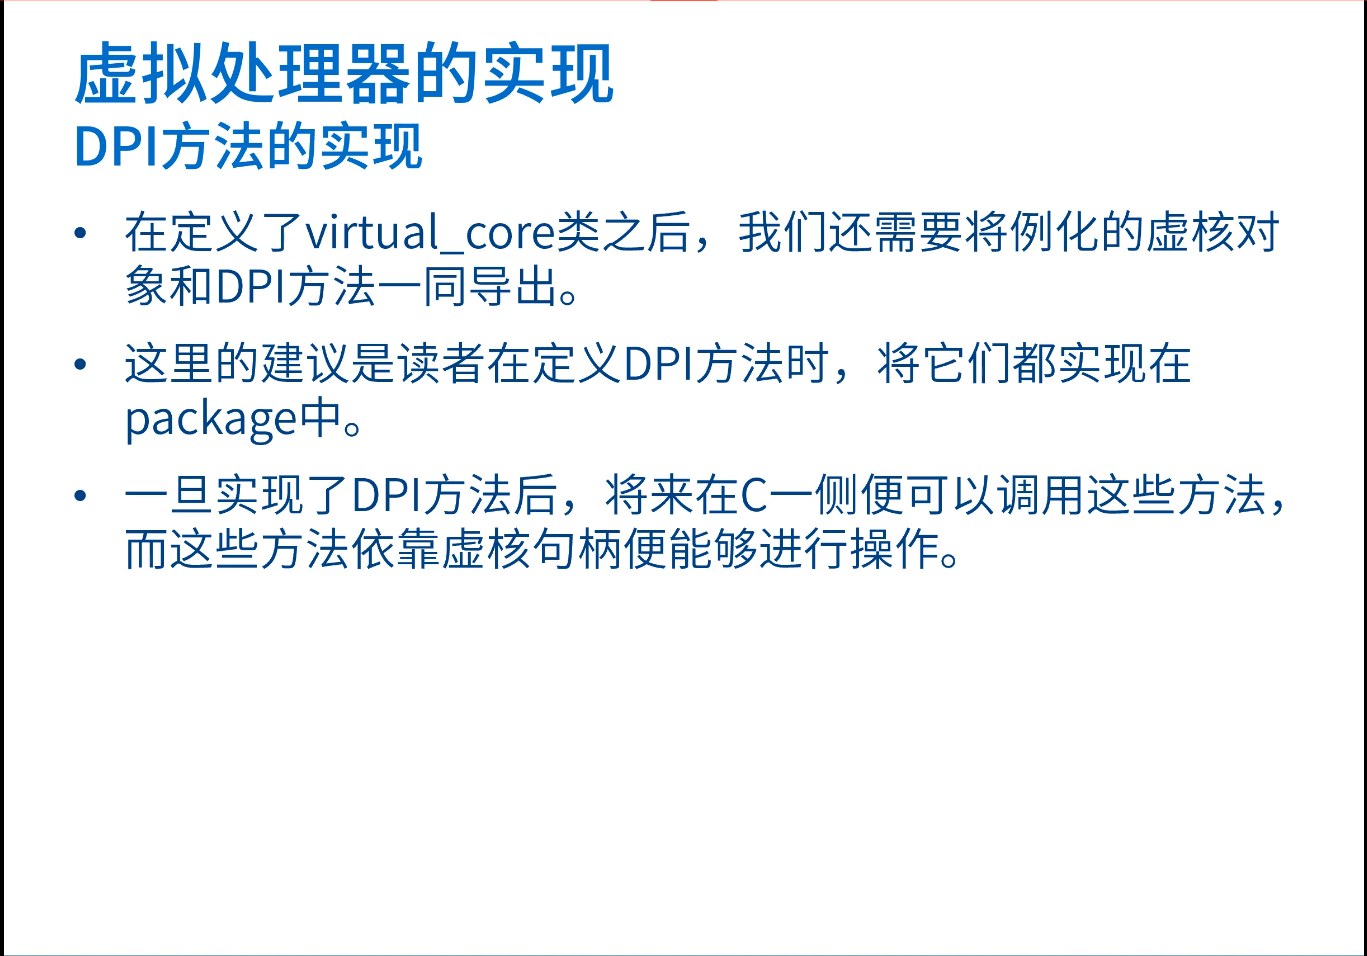 虚拟处理器的实现
DPI方法的实现
• 在定义了virtual_core类之后，我们还需要将例化的虚核对
象和DPI方法一同导出。
• 这里的建议是读者在定义DPI方法时，将它们都实现在
package中。
• 一旦实现了DPI方法后，将来在C一侧便可以调用这些方法，
而这些方法依靠虚核句柄便能够进行操作。